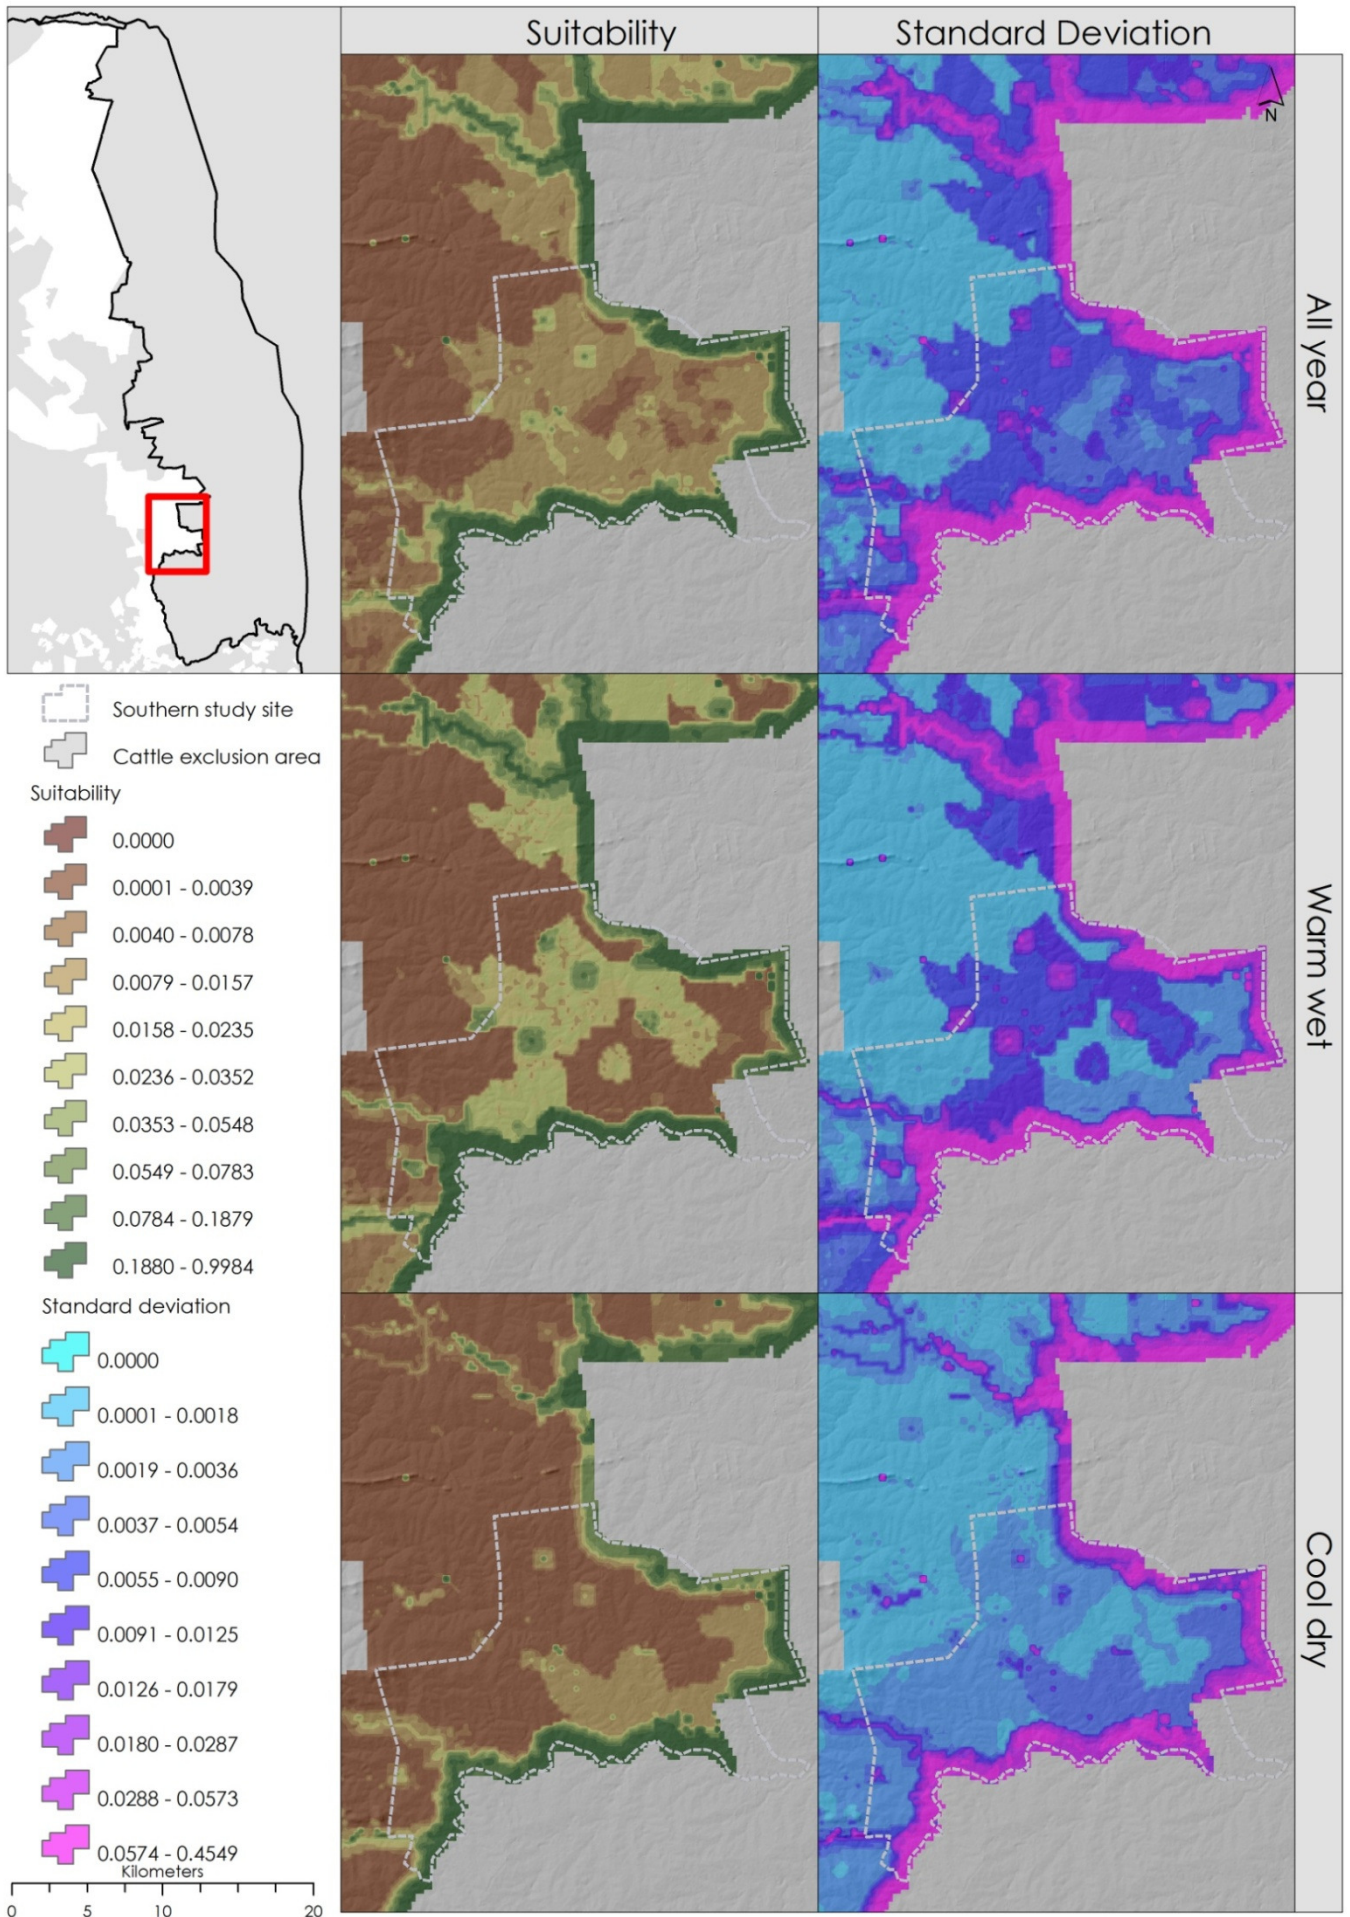 Suitability
Standard Deviation
N
All year
Warm wet
Cool dry
Southern study site
Cattle exclusion area
Suitability
0.0000
0.0001 - 0.0039
0.0040 - 0.0078
0.0079 - 0.0157
0.0158 - 0.0235
0.0236 - 0.0352
0.0353 - 0.0548
0.0549 - 0.0783
0.0784 - 0.1879
0.1880 - 0.9984
Standard deviation
0.0000
0.0001 - 0.0018
0.0019 - 0.0036
0.0037 - 0.0054
0.0055 - 0.0090
0.0091 - 0.0125
0.0126 - 0.0179
0.0180 - 0.0287
0.0288 - 0.0573
0.0574 - 0.4549
Kilometers
0 5 10 20